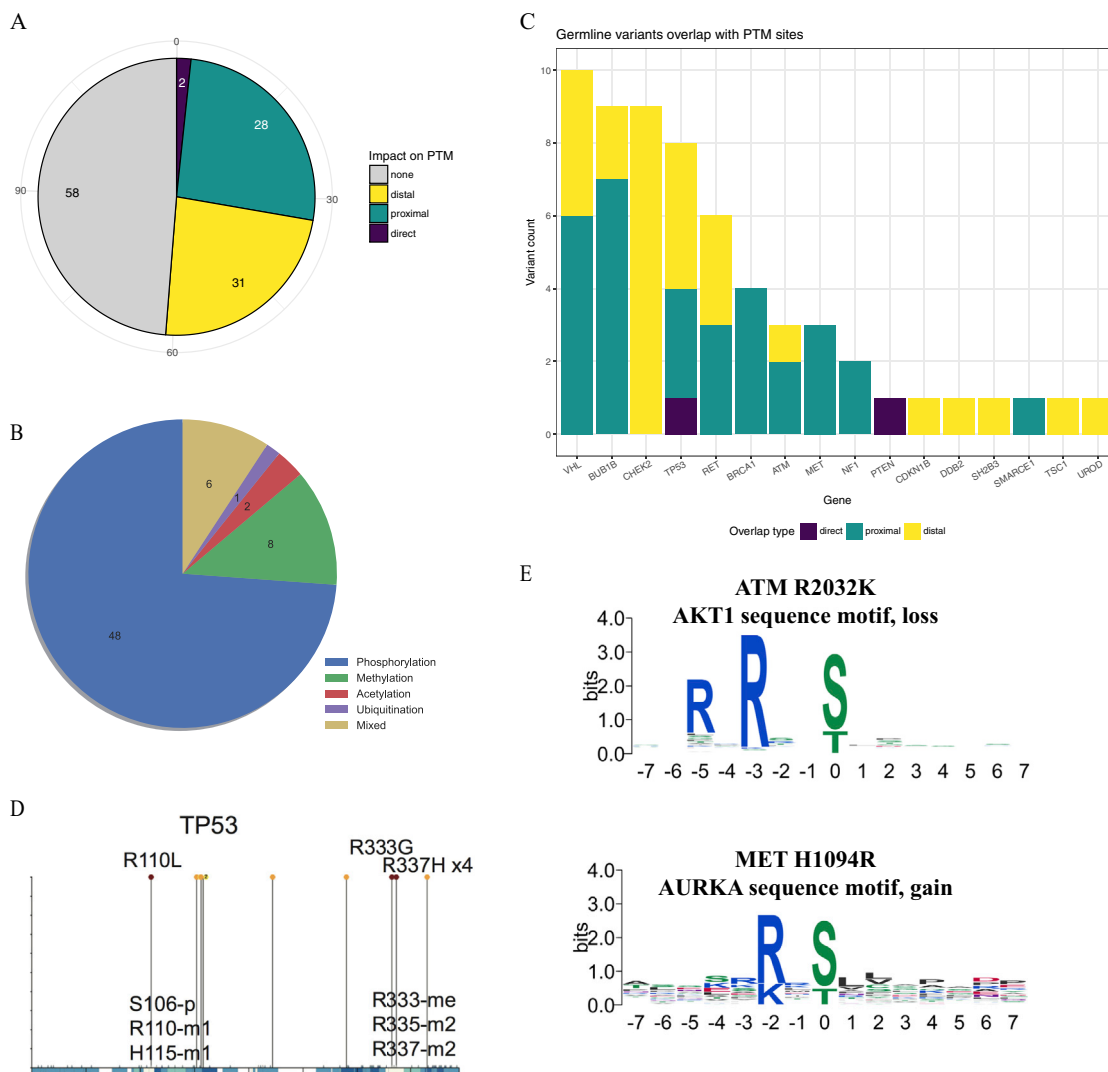 A
0
2
28
58
31
90
30
60
Impact on PTM
none
distal
proximal
direct
B
6
1
2
8
48
Phosphorylation
Methylation
Acetylation
Ubiquitination
Mixed
C
Germline variants overlap with PTM sites
10
8
6
4
2
0
Variant count
VHL
BUB1B
CHEK2
TP53
RET
BRCA1
ATM
MET
NF1
PTEN
CDKN1B
DDB2
SH2B3
SMARCE1
TSC1
UROD
Gene
Overlap type direct proximal distal
D
TP53
R110L
R333G
R337H x4
S106-p
R110-m1
H115-m1
R333-me
R335-m2
R337-m2
E
ATM R2032K
AKT1 sequence motif, loss
4.0
3.0
2.0
1.0
0.0
bits
R R S
T
-7 -6 -5 -4 -3 -2 -1 0 1 2 3 4 5 6 7
MET H1094R
AURKA sequence motif, gain
4.0
3.0
2.0
1.0
0.0
bits
R S
K T
-7 -6 -5 -4 -3 -2 -1 0 1 2 3 4 5 6 7